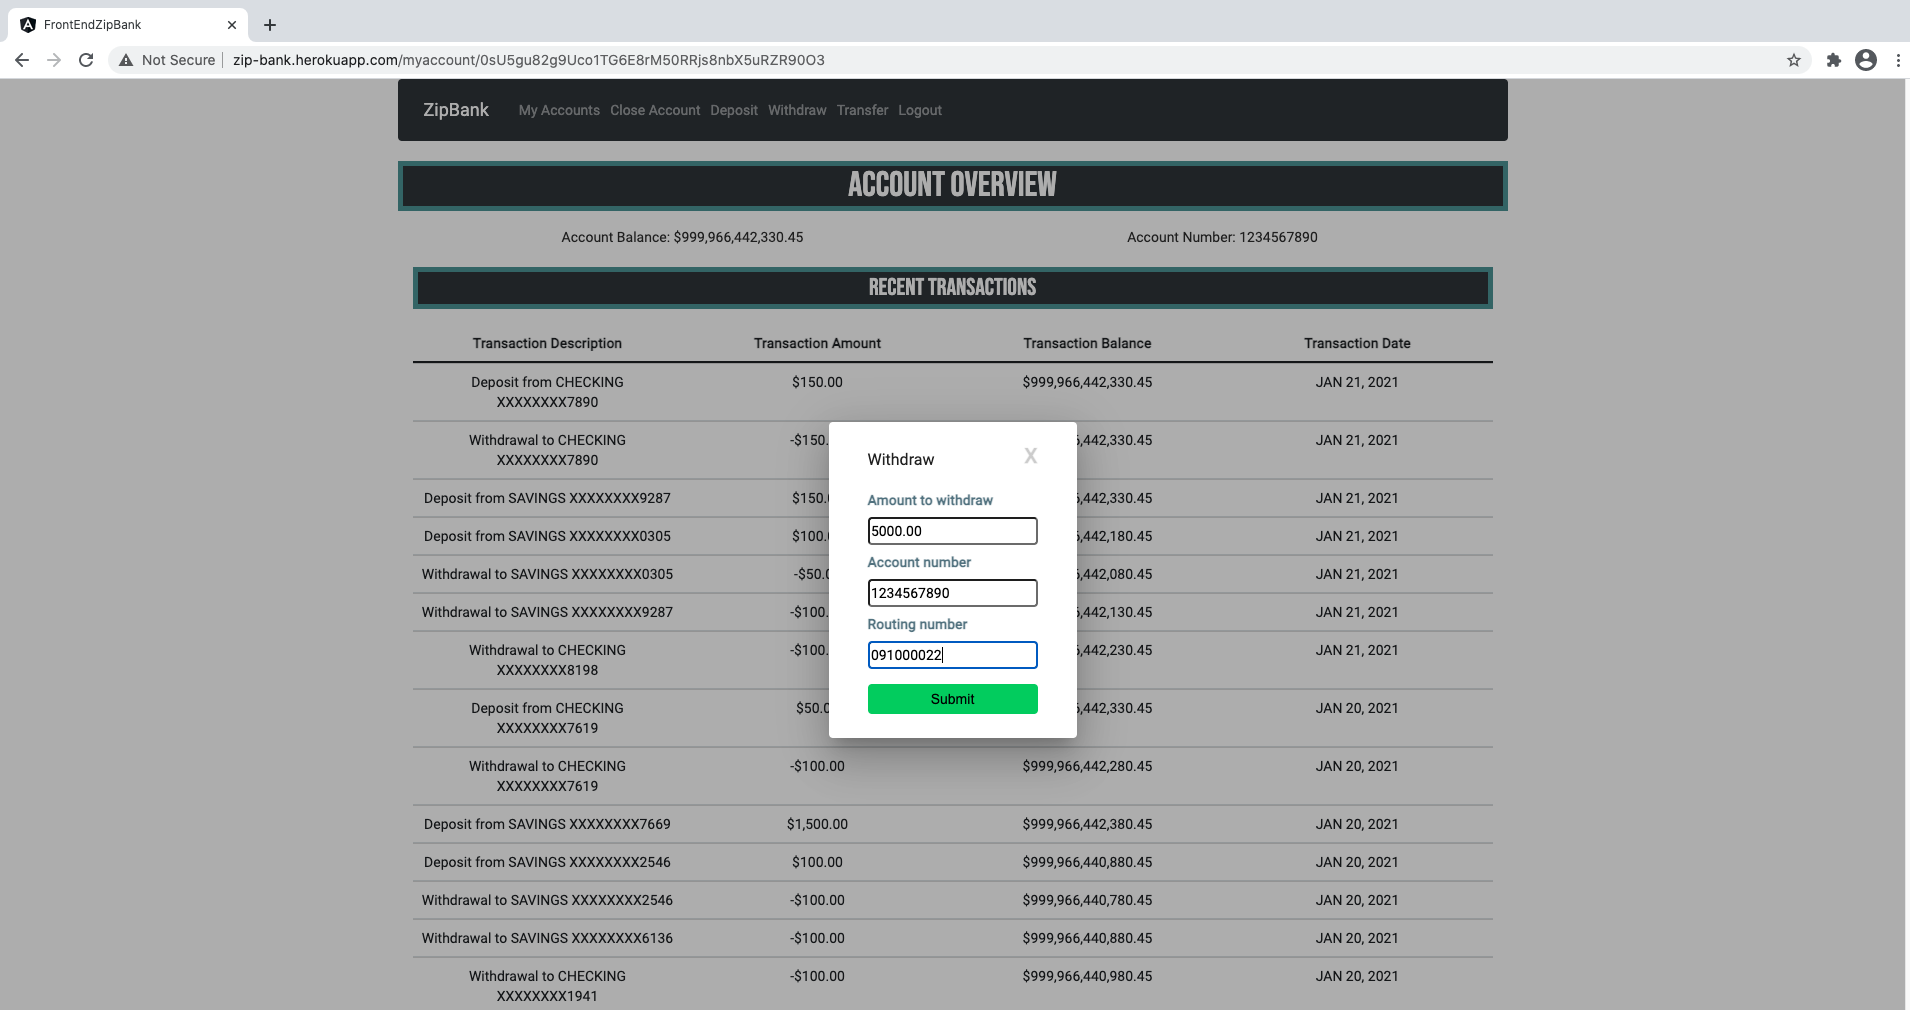 FrontEndZipBank
Not Secure
zip-bank.herokuapp.com/myaccount/0sU5gu82g9Uco1TG6E8rM50RRjs8nbX5uRZR90O3
ZipBank My Accounts Close Account Deposit Withdraw Transfer Logout
ACCOUNT OVERVIEW
Account Balance: $999,966,442,330.45 Account Number: 1234567890
RECENT TRANSACTIONS
Transaction Description Transaction Amount Transaction Balance Transaction Date
Deposit from CHECKING $150.00 $999,966,442,330.45 JAN 21, 2021
XXXXXXXX7890
Withdrawal to CHECKING -$150. ,442,330.45 JAN 21, 2021
XXXXXXXX7890
Deposit from SAVINGS XXXXXXXX9287 $150. ,442,330.45 JAN 21, 2021
Deposit from SAVINGS XXXXXXXX0305 $100. ,442,180.45 JAN 21, 2021
Withdrawal to SAVINGS XXXXXXXX0305 -$50.0 ,442,080.45 JAN 21, 2021
Withdrawal to SAVINGS XXXXXXXX9287 -$100. ,442,130.45 JAN 21, 2021
Withdrawal to CHECKING -$100. ,442,230.45 JAN 21, 2021
XXXXXXXX8198
Deposit from CHECKING $50.0 ,442,330.45 JAN 20, 2021
XXXXXXXX7619
Withdrawal to CHECKING -$100.00 $999,966,442,280.45 JAN 20, 2021
XXXXXXXX7619
Deposit from SAVINGS XXXXXXXX7669 $1,500.00 $999,966,442,380.45 JAN 20, 2021
Deposit from SAVINGS XXXXXXXX2546 $100.00 $999,966,440,880.45 JAN 20, 2021
Withdrawal to SAVINGS XXXXXXXX2546 -$100.00 $999,966,440,780.45 JAN 20, 2021
Withdrawal to SAVINGS XXXXXXXX6136 -$100.00 $999,966,440,880.45 JAN 20, 2021
Withdrawal to CHECKING -$100.00 $999,966,440,980.45 JAN 20, 2021
XXXXXXXX1941
Withdraw X
Amount to withdraw
5000.00
Account number
1234567890
Routing number
091000022
Submit